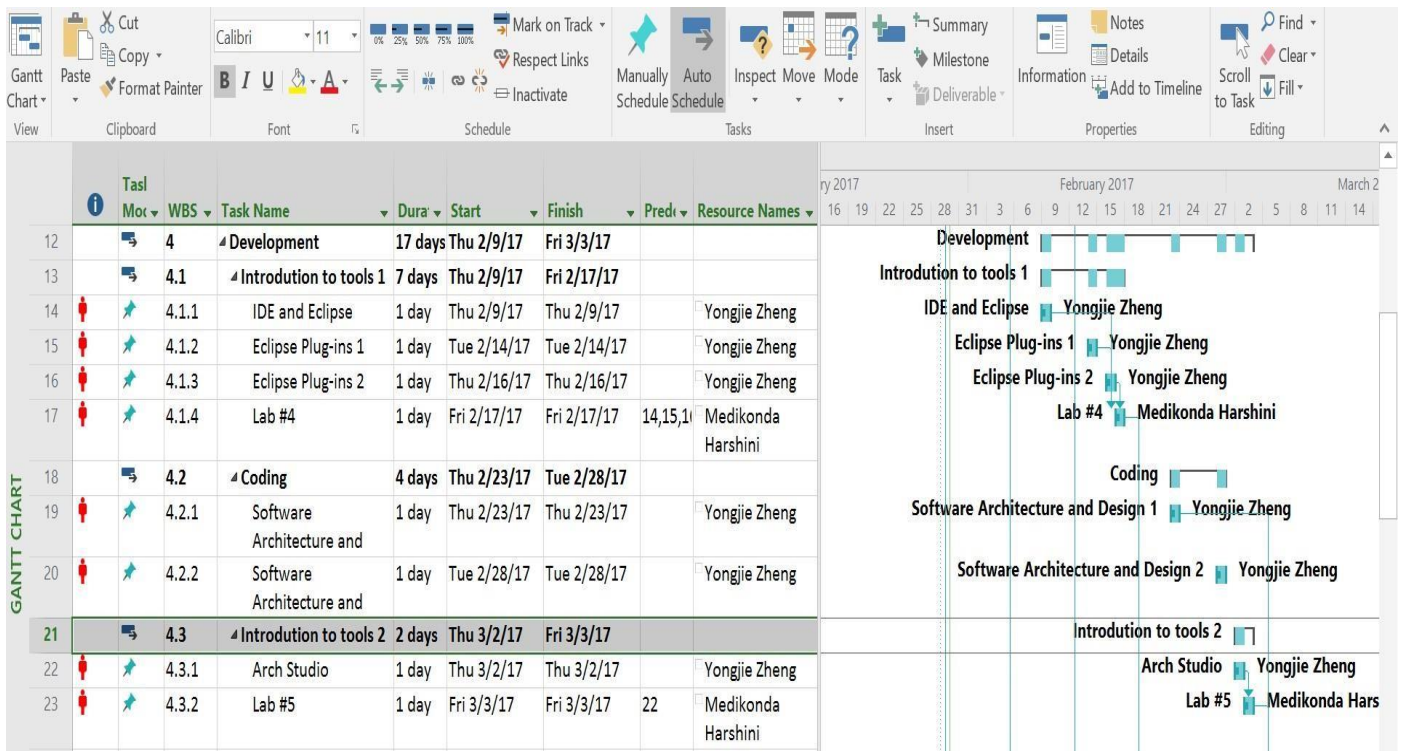 Cut
Copy
Format Painter
Paste
Gantt
Chart
View
Clipboard
Calibri 11
B I U A
Font
0% 25% 50% 75% 100%
Mark on Track
Respect Links
Inactivate
Schedule
Manually Schedule
Auto Schedule
Inspect Move Mode
Tasks
Task
Summary
Milestone
Deliverable
Insert
Information
Notes
Details
Add to Timeline
Properties
Scroll to Task
Find
Clear
Fill
Editing
GANTT CHART
Task Mod WBS Task Name Dura Start Finish Prede Resource Names
12 4 Development 17 days Thu 2/9/17 Fri 3/3/17
13 4.1 Introdution to tools 1 7 days Thu 2/9/17 Fri 2/17/17
14 4.1.1 IDE and Eclipse 1 day Thu 2/9/17 Thu 2/9/17 Yongjie Zheng
15 4.1.2 Eclipse Plug-ins 1 1 day Tue 2/14/17 Tue 2/14/17 Yongjie Zheng
16 4.1.3 Eclipse Plug-ins 2 1 day Thu 2/16/17 Thu 2/16/17 Yongjie Zheng
17 4.1.4 Lab #4 1 day Fri 2/17/17 Fri 2/17/17 14,15,1 Medikonda
Harshini
18 4.2 Coding 4 days Thu 2/23/17 Tue 2/28/17
19 4.2.1 Software 1 day Thu 2/23/17 Thu 2/23/17 Yongjie Zheng
Architecture and
20 4.2.2 Software 1 day Tue 2/28/17 Tue 2/28/17 Yongjie Zheng
Architecture and
21 4.3 Introdution to tools 2 2 days Thu 3/2/17 Fri 3/3/17
22 4.3.1 Arch Studio 1 day Thu 3/2/17 Thu 3/2/17 Yongjie Zheng
23 4.3.2 Lab #5 1 day Fri 3/3/17 Fri 3/3/17 22 Medikonda
Harshini
ry 2017 February 2017 March 2
16 19 22 25 28 31 3 6 9 12 15 18 21 24 27 2 5 8 11 14
Development
Introdution to tools 1
IDE and Eclipse Yongjie Zheng
Eclipse Plug-ins 1 Yongjie Zheng
Eclipse Plug-ins 2 Yongjie Zheng
Lab #4 Medikonda Harshini
Coding
Software Architecture and Design 1 Yongjie Zheng
Software Architecture and Design 2 Yongjie Zheng
Introdution to tools 2
Arch Studio Yongjie Zheng
Lab #5 Medikonda Hars